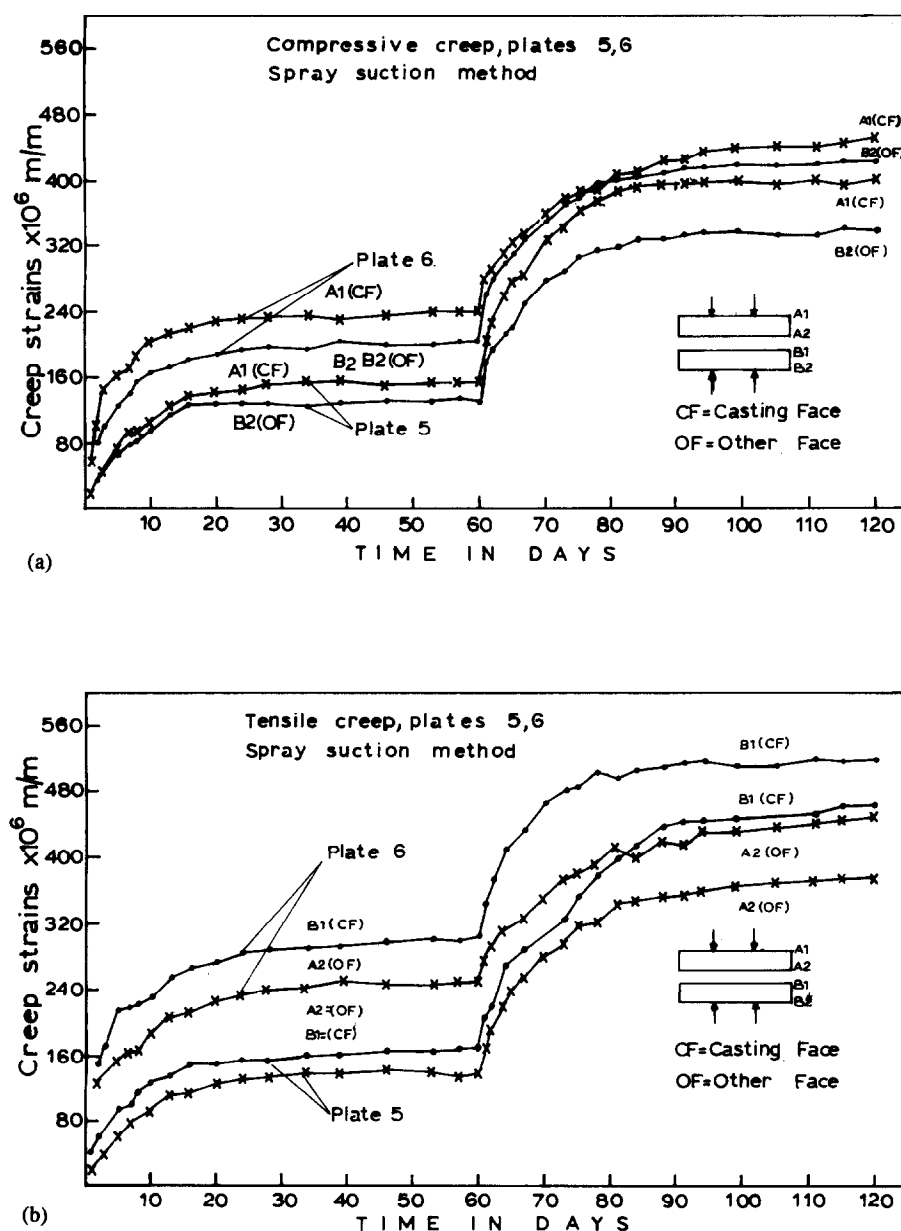 Compressive creep, plates 5,6
Spray suction method
560
480
400
320
240
160
80
Creep strains x10⁶ m/m
A1(CF)
B2(OF)
A1(CF)
B2(OF)
Plate 6
A1(CF)
B2 B2(OF)
A1(CF)
B2(OF)
Plate 5
A1
A2
B1
B2
CF=Casting Face
OF=Other Face
10 20 30 40 50 60 70 80 90 100 110 120
TIME IN DAYS
(a)
Tensile creep, plates 5,6
Spray suction method
560
480
400
320
240
160
80
Creep strains x10⁶ m/m
B1(CF)
B1(CF)
A2(OF)
A2(OF)
Plate 6
B1(CF)
A2(OF)
A2=(OF)
B1=(CF)
Plate 5
A1
A2
B1
B2
CF=Casting Face
OF=Other Face
10 20 30 40 50 60 70 80 90 100 110 120
TIME IN DAYS
(b)